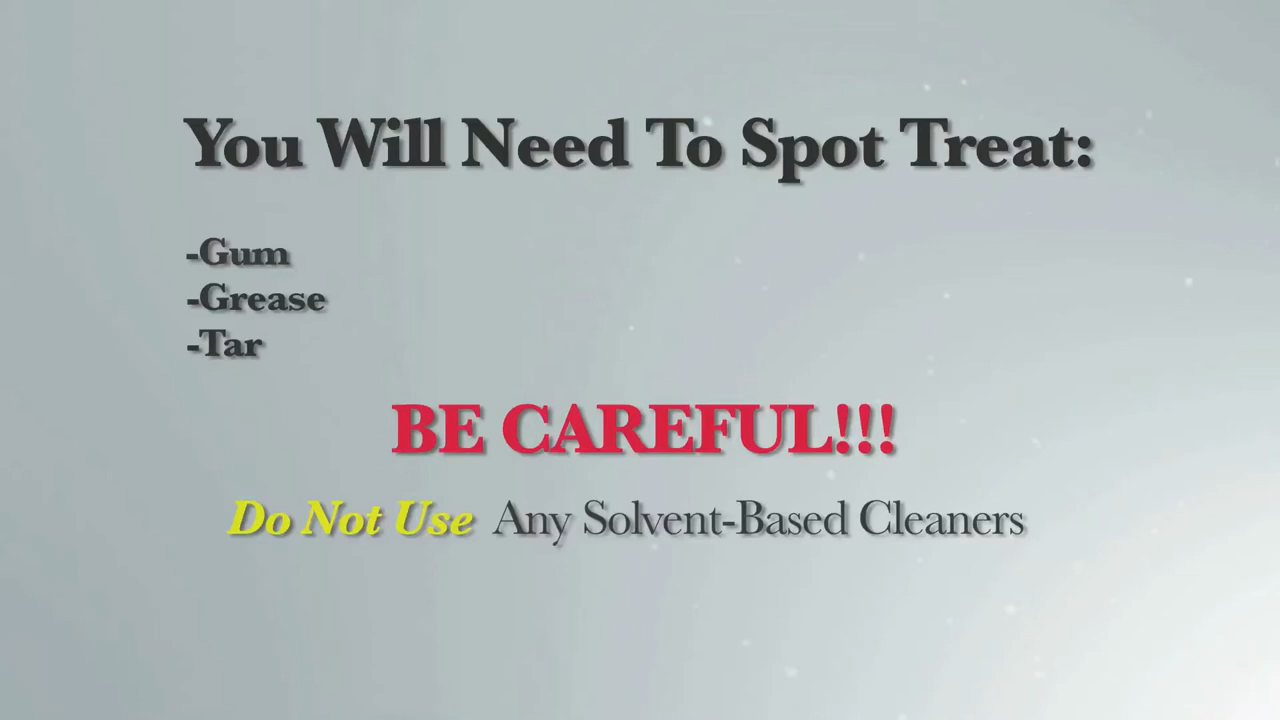 You Will Need To Spot Treat:
-Gum
-Grease
-Tar
BE CAREFUL!!!
Do Not Use Any Solvent-Based Cleaners